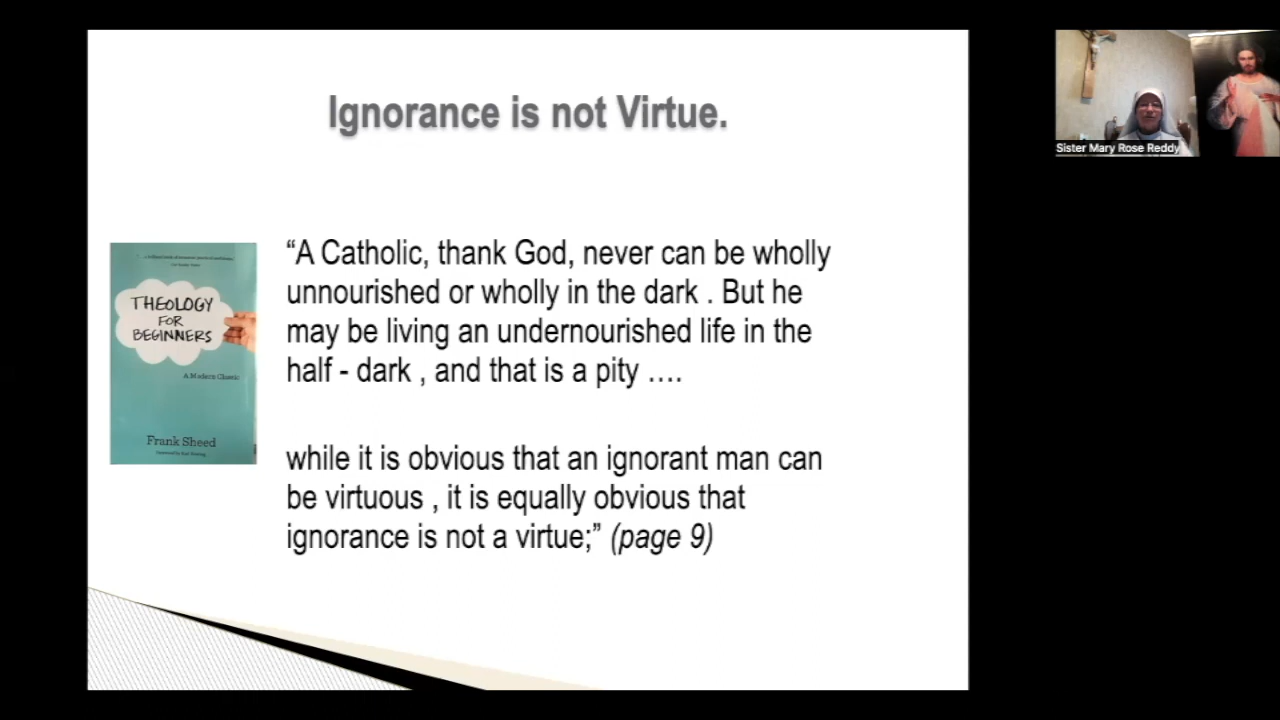 Ignorance is not Virtue.
Sister Mary Rose Reddy
THEOLOGY
FOR
BEGINNERS
A Modern Classic
Frank Sheed
“A Catholic, thank God, never can be wholly
unnourished or wholly in the dark . But he
may be living an undernourished life in the
half - dark , and that is a pity ….
while it is obvious that an ignorant man can
be virtuous , it is equally obvious that
ignorance is not a virtue;” (page 9)